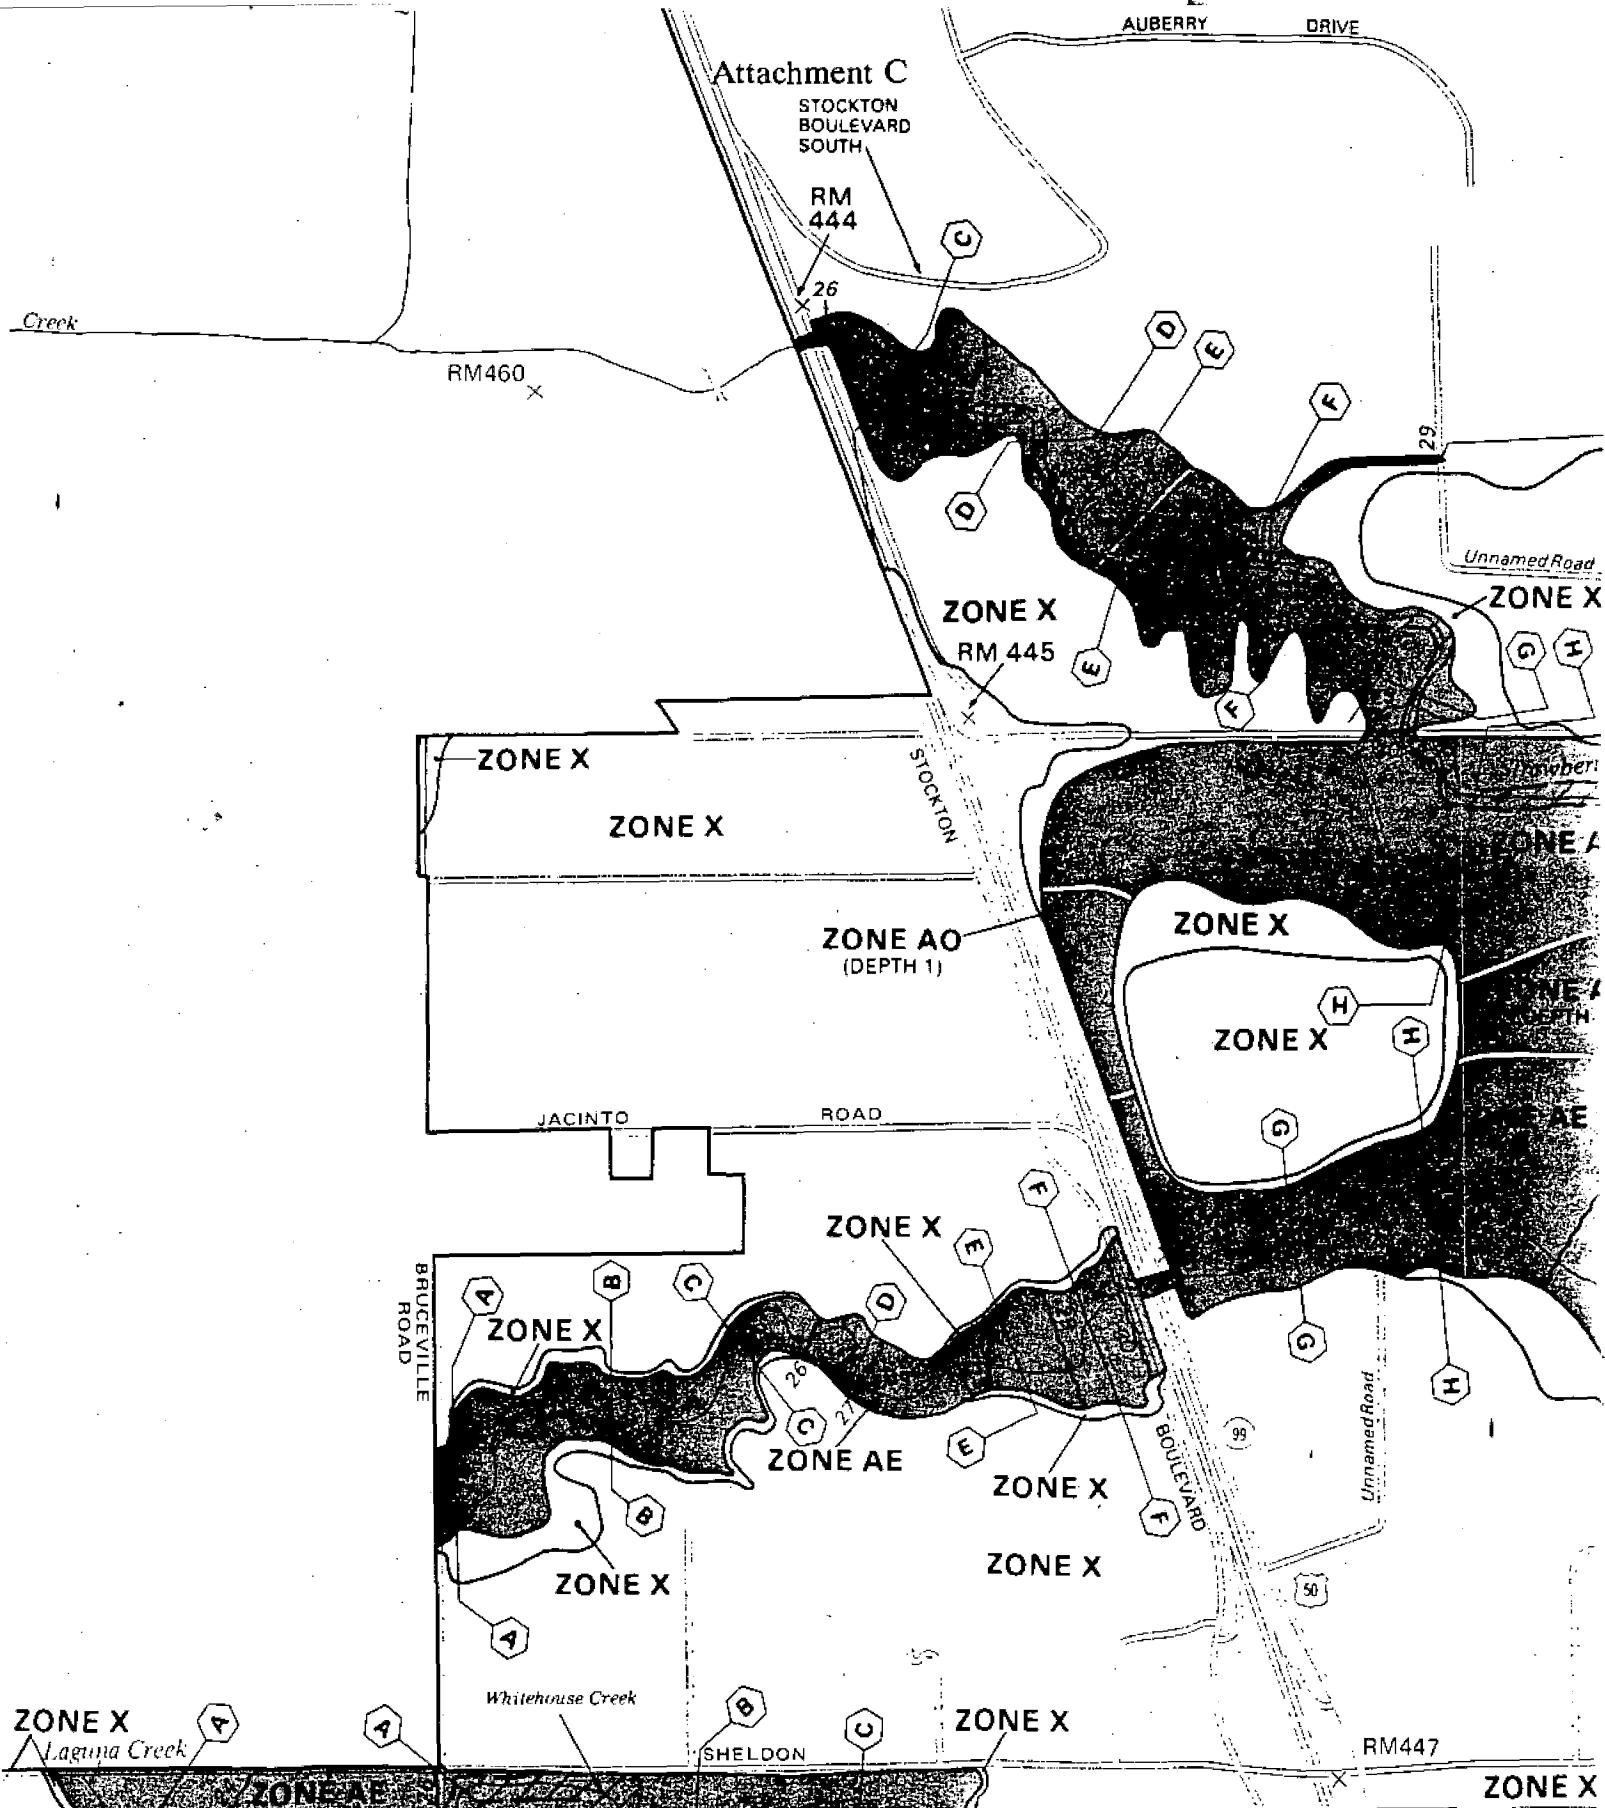 AUBERRY DRIVE
Attachment C
STOCKTON
BOULEVARD
SOUTH
RM
444
C
26
Creek
D
E
RM460
F
29
D
Unnamed Road
ZONE X
ZONE X
RM 445
E
G
H
F
ZONE X
STOCKTON
ZONE X
ZONE X
ZONE AO
(DEPTH 1)
H
ZONE X
H
JACINTO ROAD
G
AE
F
ZONE X
E
BRUCEVILLE
ROAD
A
B
C
D
ZONE X
G
26
H
27
C
Unnamed Road
ZONE AE
E
BOULEVARD
99
ZONE X
B
F
ZONE X
ZONE X
50
A
Whitehouse Creek
ZONE X
A
A
B
C
ZONE X
Laguna Creek
SHELDON
RM447
ZONE AE
ZONE X